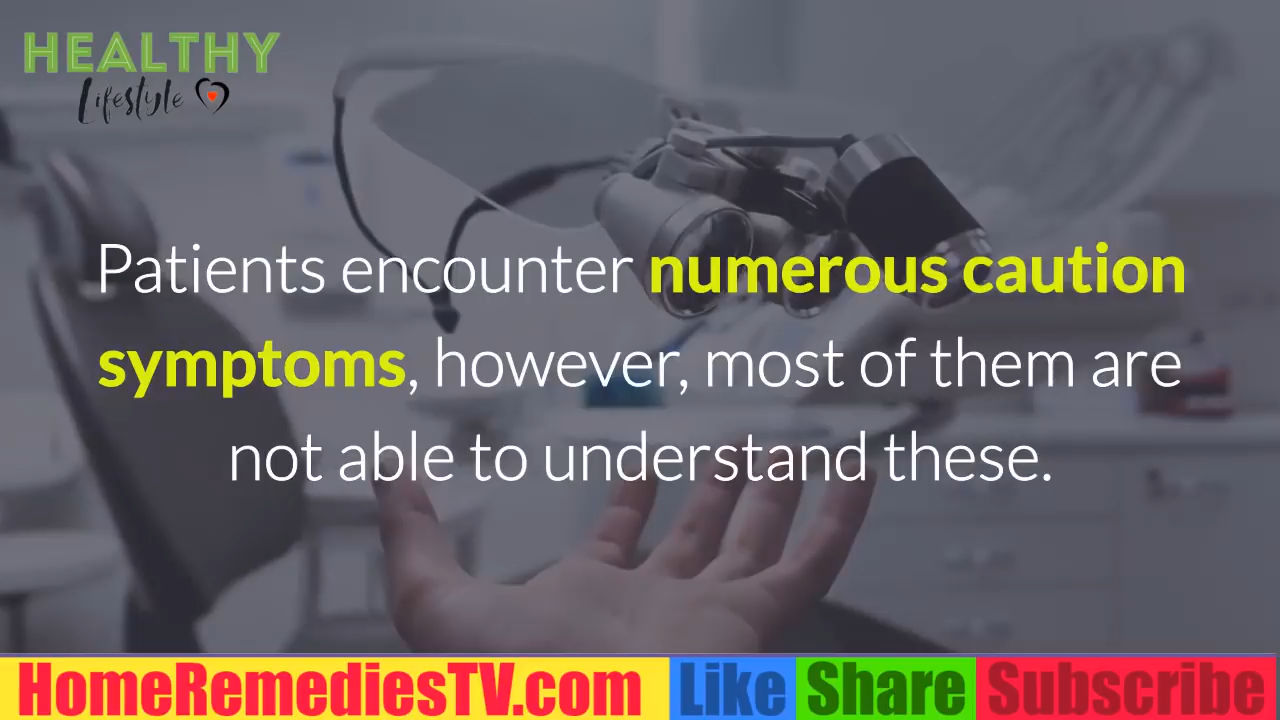 HEALTHY
Lifestyle
Patients encounter numerous caution
symptoms, however, most of them are
not able to understand these.
HomeRemediesTV.com Like Share Subscribe